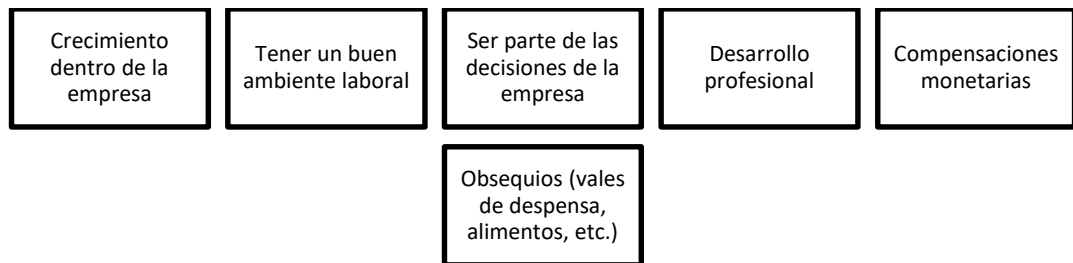 Crecimiento
dentro de la
empresa
Tener un buen
ambiente laboral
Ser parte de las
decisiones de la
empresa
Desarrollo
profesional
Compensaciones
monetarias
Obsequios (vales
de despensa,
alimentos, etc.)